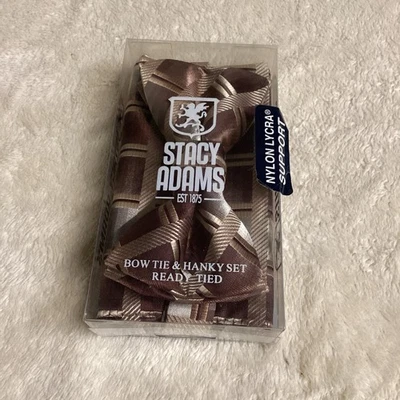 STACY
ADAMS
EST 1875
BOW TIE & HANKY SET
READY TIED
NYLON LYCRA®
SUPPORT